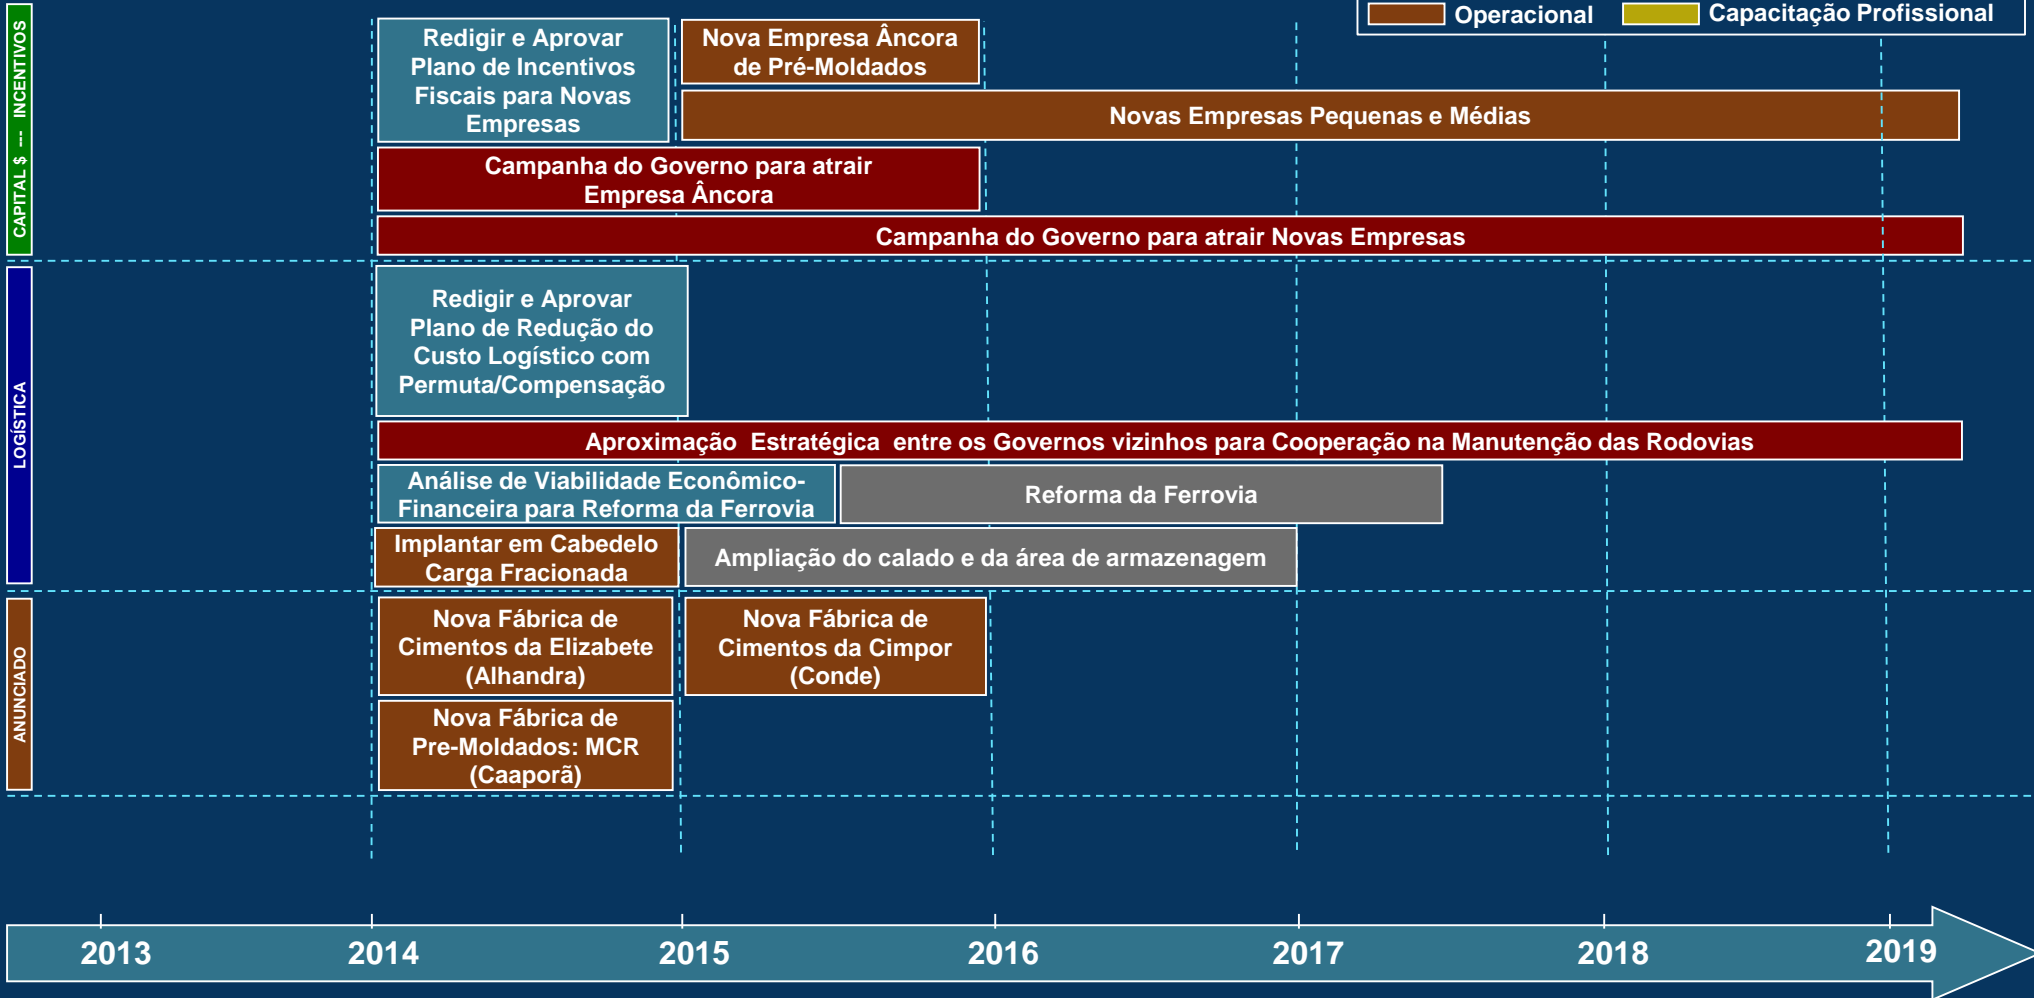 Operacional
Capacitação Profissional
CAPITAL $ --- INCENTIVOS
Redigir e Aprovar
Plano de Incentivos
Fiscais para Novas
Empresas
Nova Empresa Âncora
de Pré-Moldados
Novas Empresas Pequenas e Médias
Campanha do Governo para atrair
Empresa Âncora
Campanha do Governo para atrair Novas Empresas
LOGÍSTICA
Redigir e Aprovar
Plano de Redução do
Custo Logístico com
Permuta/Compensação
Aproximação  Estratégica  entre os Governos vizinhos para Cooperação na Manutenção das Rodovias
Análise de Viabilidade Econômico-
Financeira para Reforma da Ferrovia
Reforma da Ferrovia
Implantar em Cabedelo
Carga Fracionada
Ampliação do calado e da área de armazenagem
ANUNCIADO
Nova Fábrica de
Cimentos da Elizabete
(Alhandra)
Nova Fábrica de
Cimentos da Cimpor
(Conde)
Nova Fábrica de
Pre-Moldados: MCR
(Caaporã)
2013
2014
2015
2016
2017
2018
2019